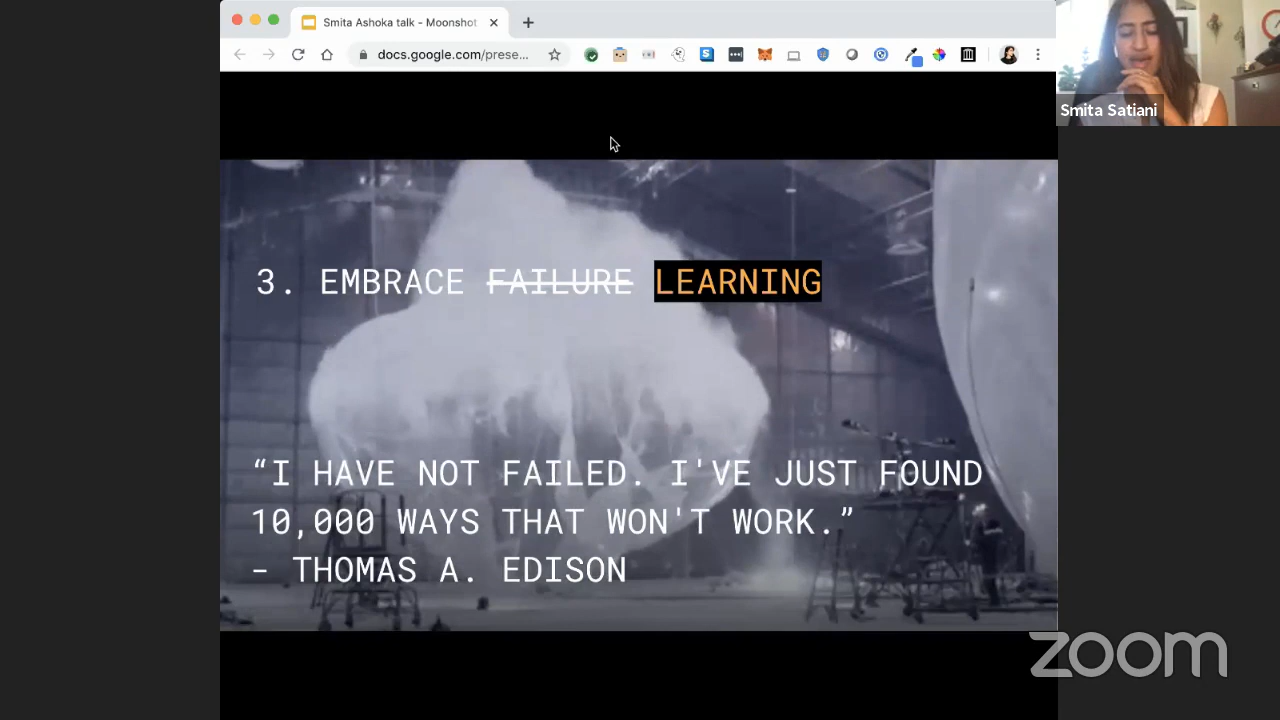 Smita Ashoka talk - Moonshot
docs.google.com/prese...
Smita Satiani
3. EMBRACE FAILURE LEARNING
“I HAVE NOT FAILED. I'VE JUST FOUND
10,000 WAYS THAT WON'T WORK.”
- THOMAS A. EDISON
zoom